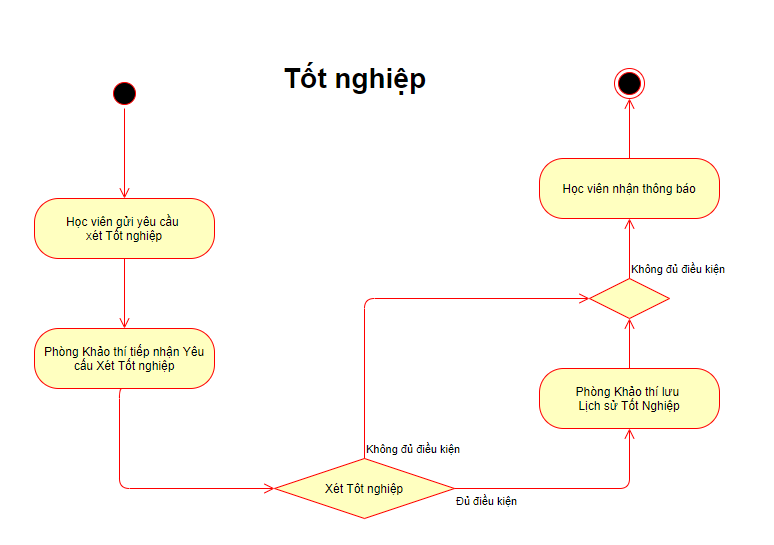 Tốt nghiệp
Học viên gửi yêu cầu
xét Tốt nghiệp
Phòng Khảo thí tiếp nhận Yêu
cấu Xét Tốt nghiệp
Xét Tốt nghiệp
Không đủ điều kiện
Đủ điều kiện
Phòng Khảo thí lưu
Lịch sử Tốt Nghiệp
Không đủ điều kiện
Học viên nhận thông báo